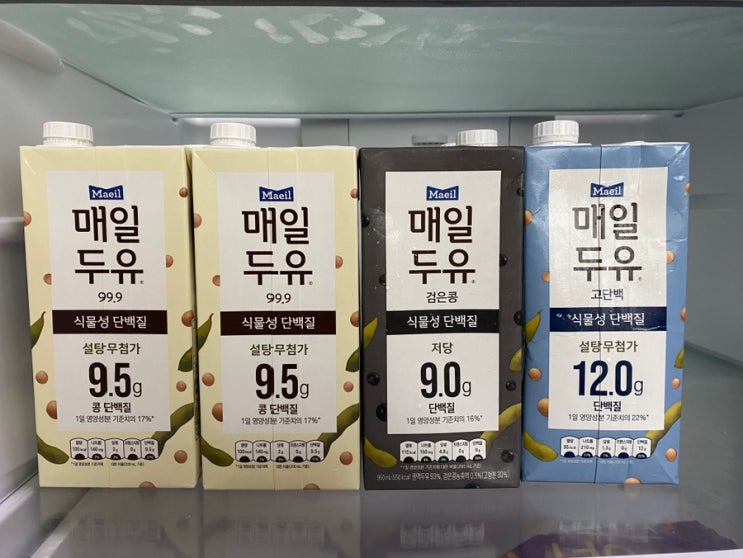 Maeil
매일
두유
99.9
식물성 단백질
설탕무첨가
9.5g
콩 단백질
1일 영양성분 기준치의 17%*
Maeil
매일
두유
99.9
식물성 단백질
설탕무첨가
9.5g
콩 단백질
1일 영양성분 기준치의 17%*
Maeil
매일
두유
검은콩
식물성 단백질
저당
9.0g
단백질
1일 영양성분 기준치의 16%*
Maeil
매일
두유
고단백
식물성 단백질
설탕무첨가
12.0g
단백질
1일 영양성분 기준치의 22%*